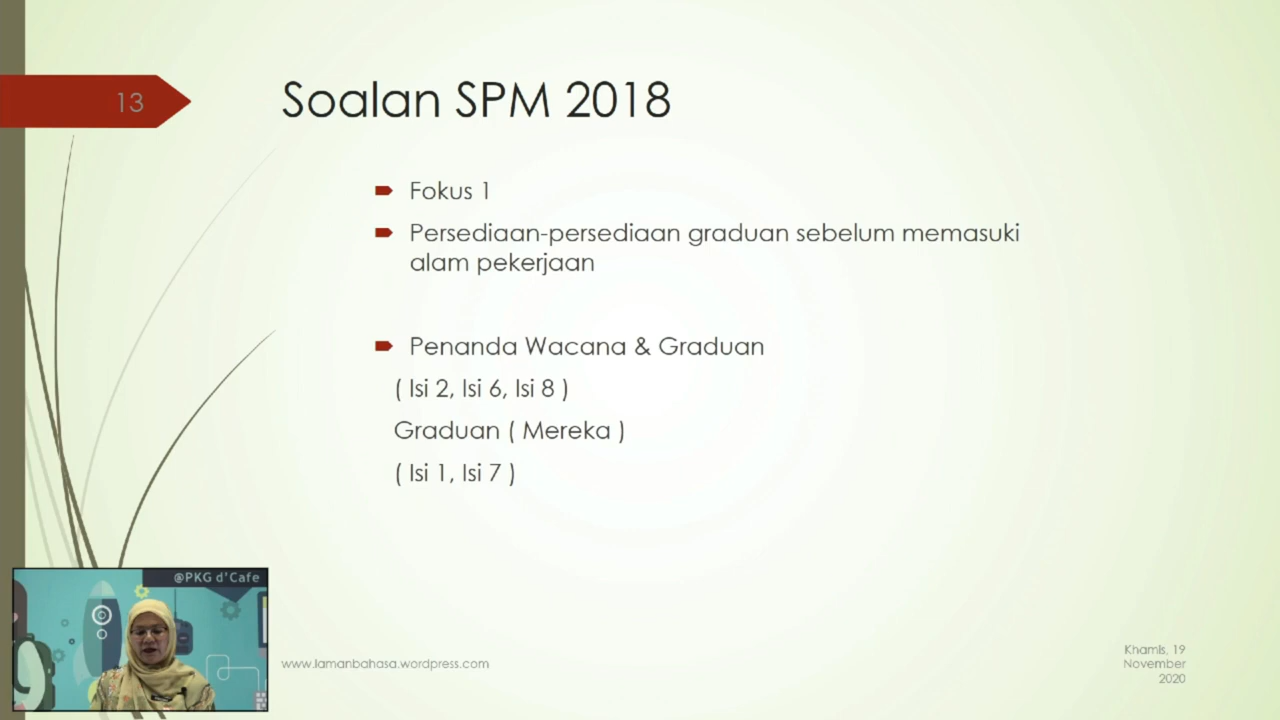 13
Soalan SPM 2018
Fokus 1
Persediaan-persediaan graduan sebelum memasuki
alam pekerjaan
Penanda Wacana & Graduan
( Isi 2, Isi 6, Isi 8 )
Graduan ( Mereka )
( Isi 1, Isi 7 )
@PKG d'Cafe
www.lamanbahasa.wordpress.com
Khamis, 19
November
2020